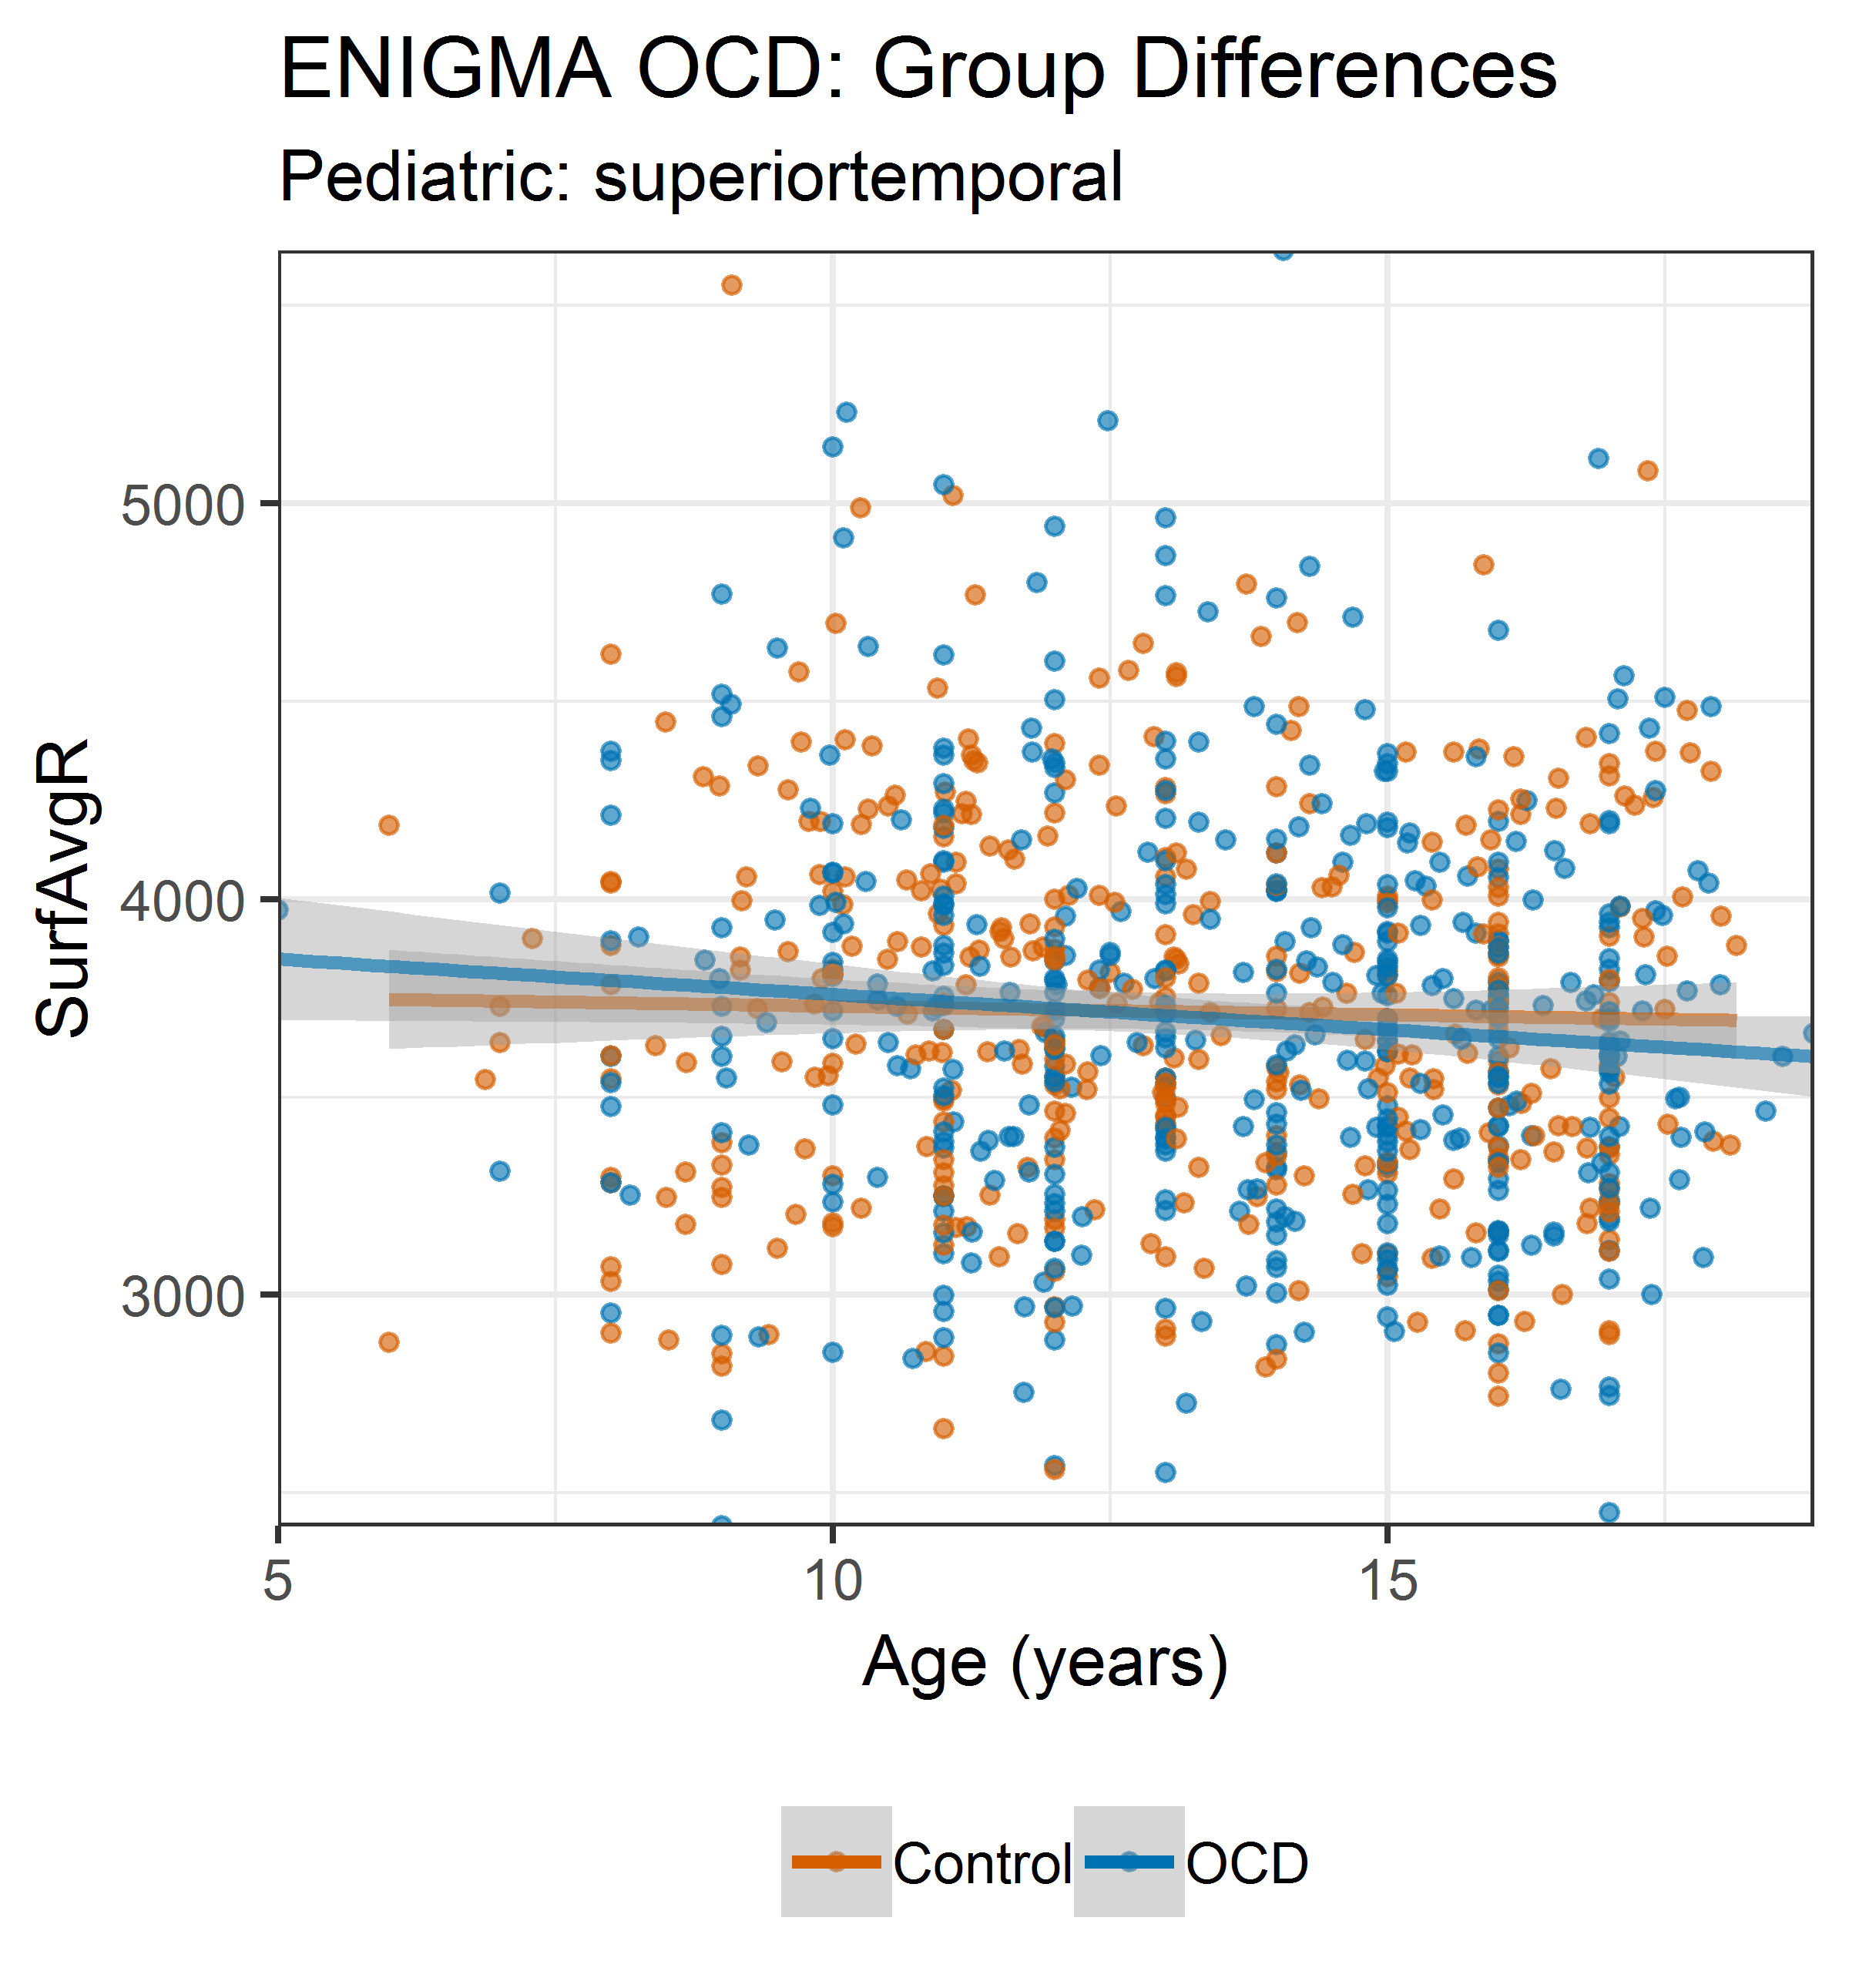 ENIGMA OCD: Group Differences
Pediatric: superiortemporal
SurfAvgR
5000
4000
3000
5 10 15
Age (years)
Control OCD